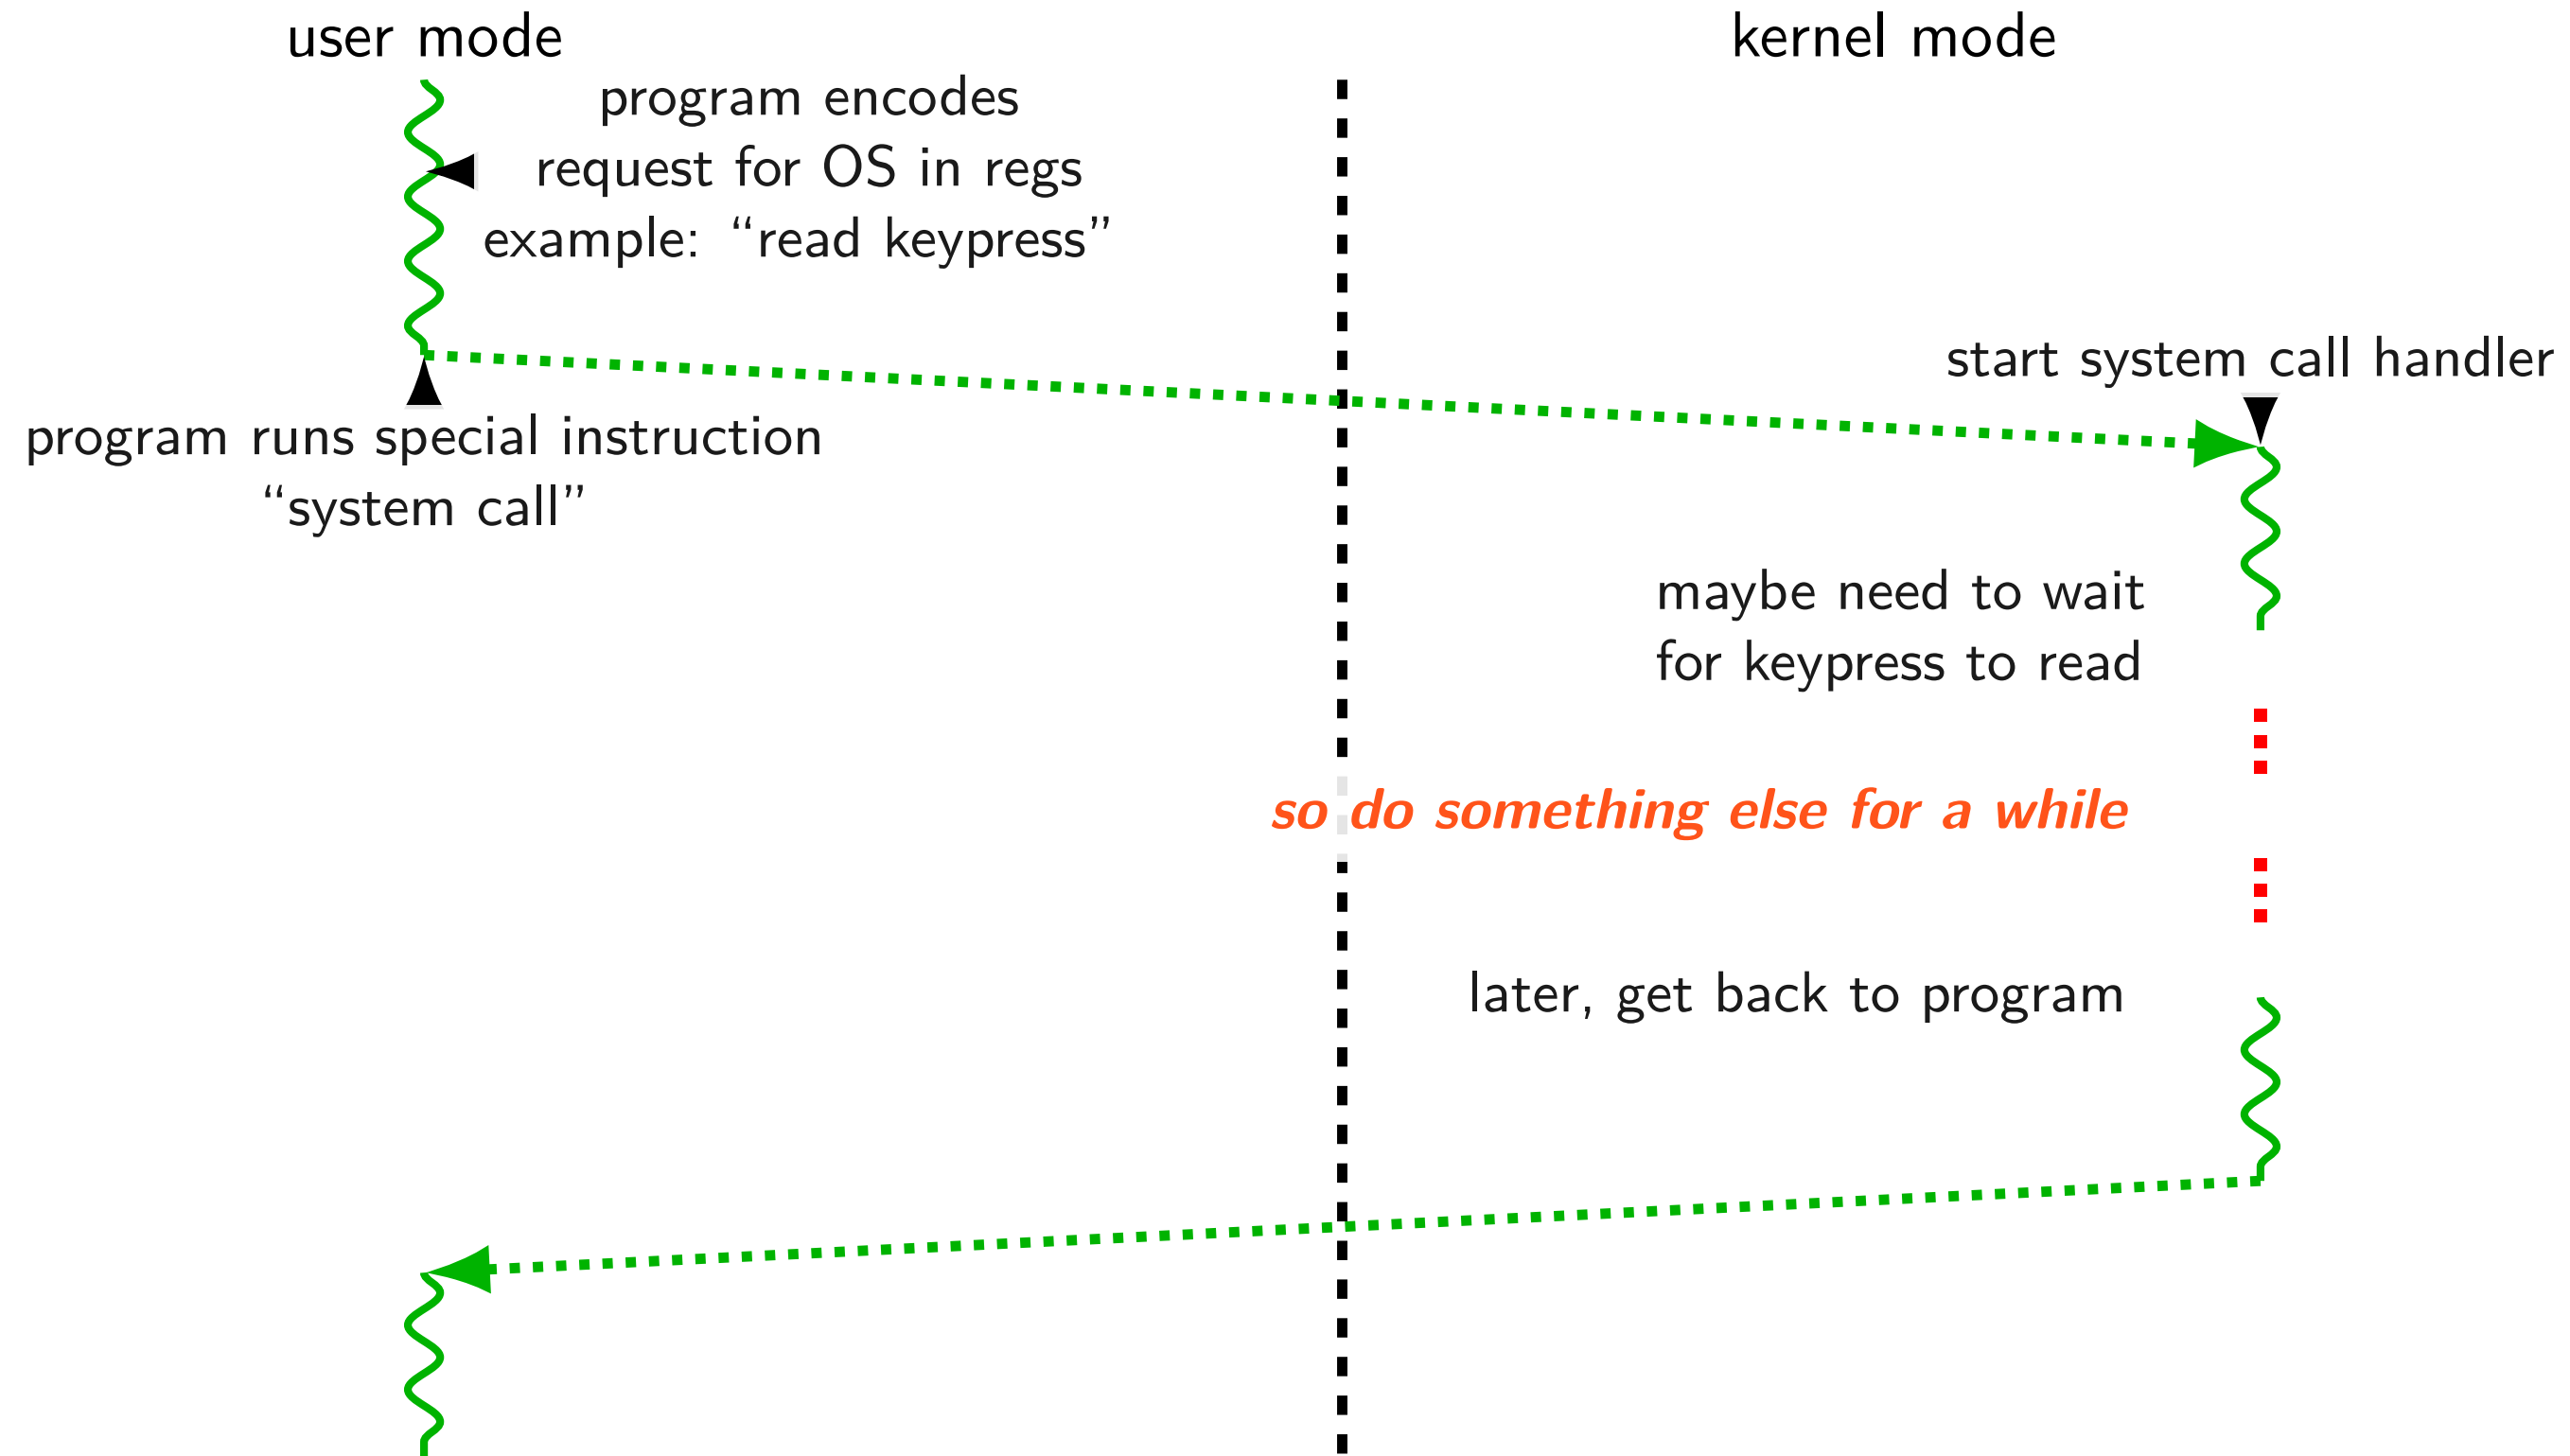 user mode
kernel mode
program encodes
request for OS in regs
example: “read keypress”
start system call handler
program runs special instruction
“system call”
maybe need to wait
for keypress to read
so do something else for a while
later, get back to program